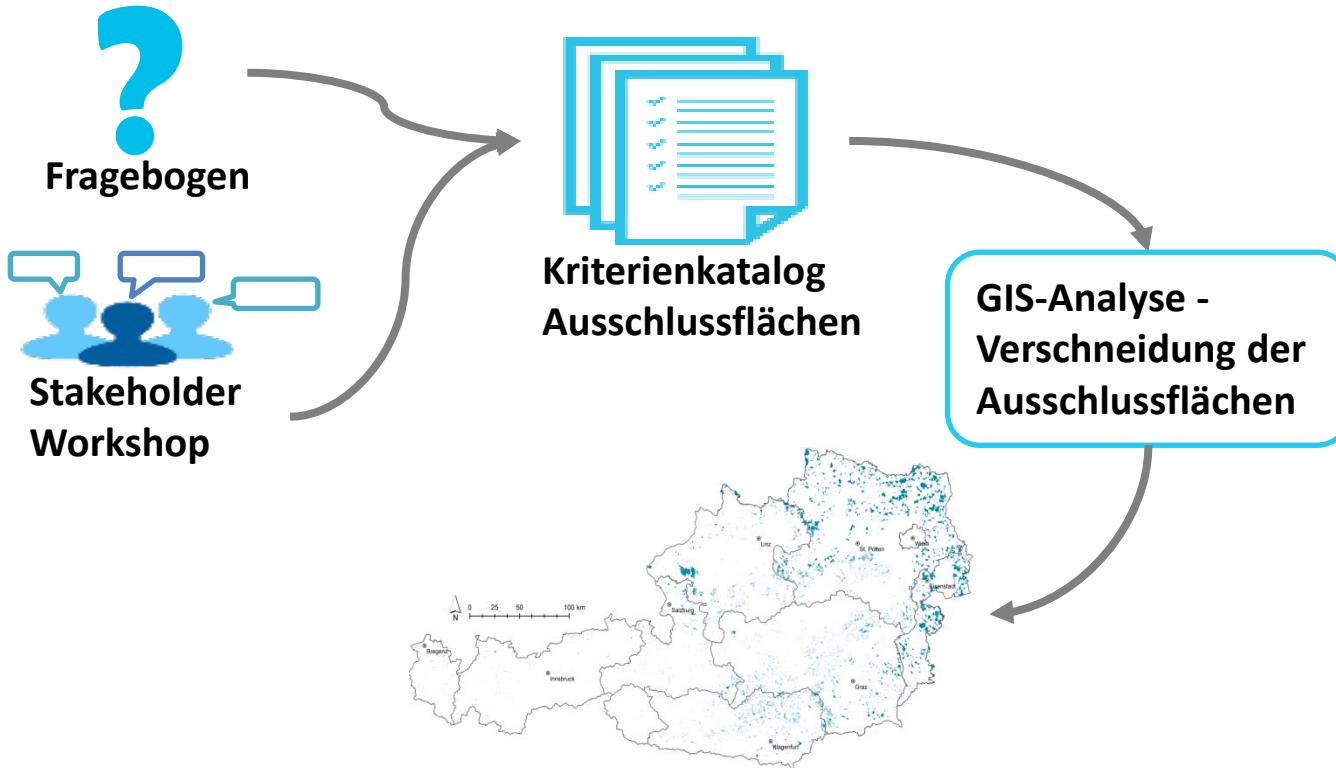 Fragebogen
Stakeholder
Workshop
Kriterienkatalog
Ausschlussflächen
GIS-Analyse -
Verschneidung der
Ausschlussflächen
N
0 25 50 100 km
Linz
St. Pölten
Wien
Eisenstadt
Salzburg
Bregenz
Innsbruck
Graz
Klagenfurt